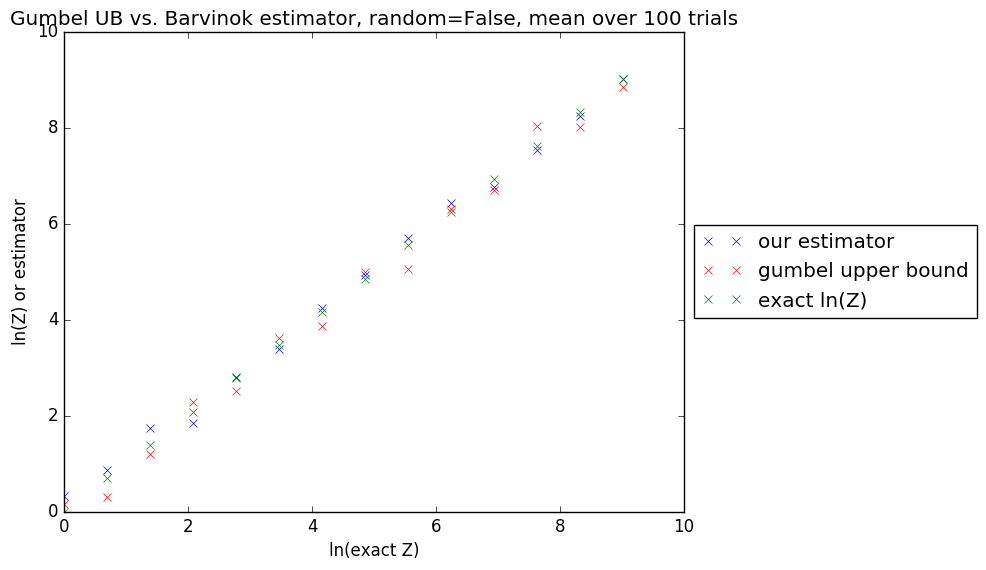 Gumbel UB vs. Barvinok estimator, random=False, mean over 100 trials
10
8
6
4
2
0
0 2 4 6 8 10
ln(Z) or estimator
ln(exact Z)
our estimator
gumbel upper bound
exact ln(Z)